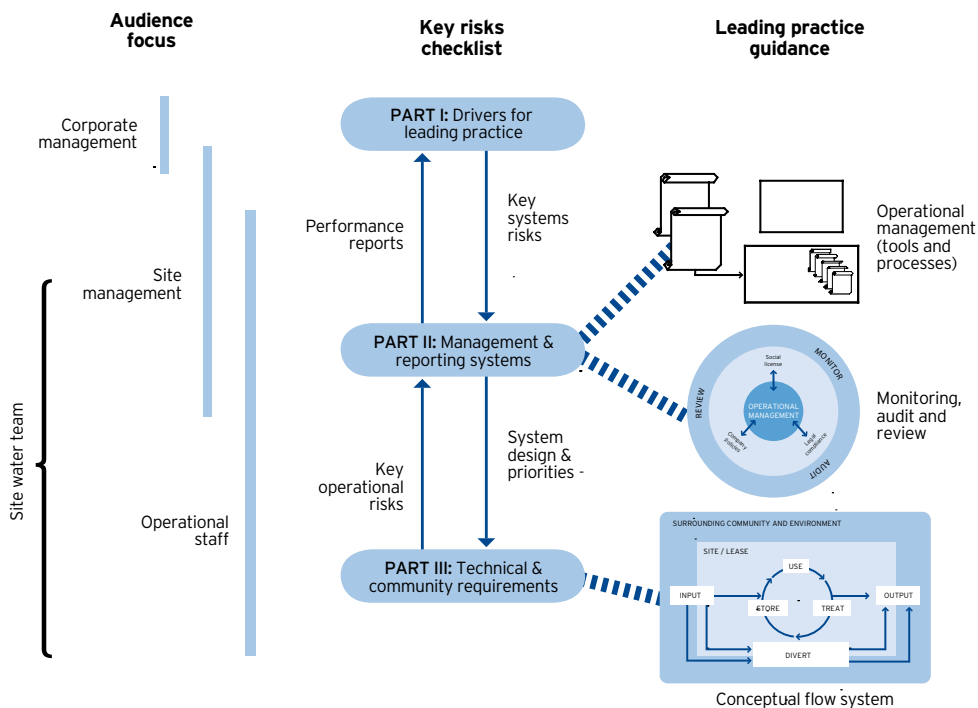 Audience
focus
Key risks
checklist
Leading practice
guidance
Corporate
management
Site
management
Operational
staff
Site water team
PART I: Drivers for
leading practice
Performance
reports
Key
systems
risks
PART II: Management &
reporting systems
Key
operational
risks
System
design &
priorities -
PART III: Technical &
community requirements
Operational
management
(tools and
processes)
MONITOR
REVIEW
AUDIT
Social
license
OPERATIONAL
MANAGEMENT
Company
policies
Legal
compliance
Monitoring,
audit and
review
SURROUNDING COMMUNITY AND ENVIRONMENT
SITE / LEASE
USE
INPUT
STORE
TREAT
OUTPUT
DIVERT
Conceptual flow system